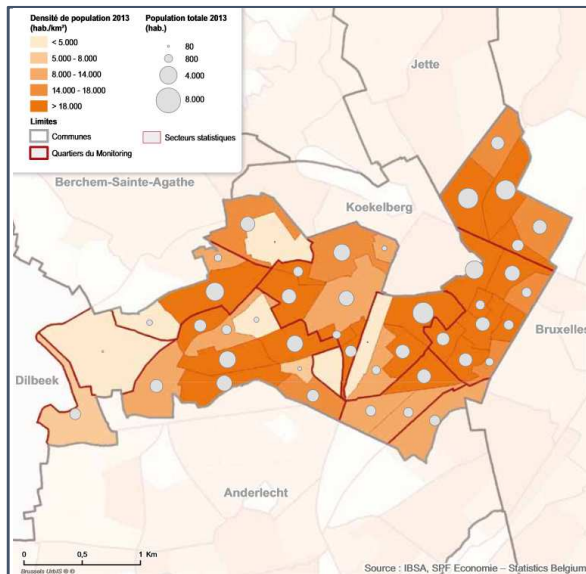 Densité de population 2013
(hab./km²)
< 5.000
5.000 - 8.000
8.000 - 14.000
14.000 - 18.000
> 18.000
Population totale 2013
(hab.)
80
800
4.000
8.000
Limites
Communes
Secteurs statistiques
Quartiers du Monitoring
Jette
Berchem-Sainte-Agathe
Koekelberg
Bruxelles
Dilbeek
Anderlecht
0 0,5 1 Km
Brussels UrbIS ® ©
Source : IBSA, SPF Economie – Statistics Belgium